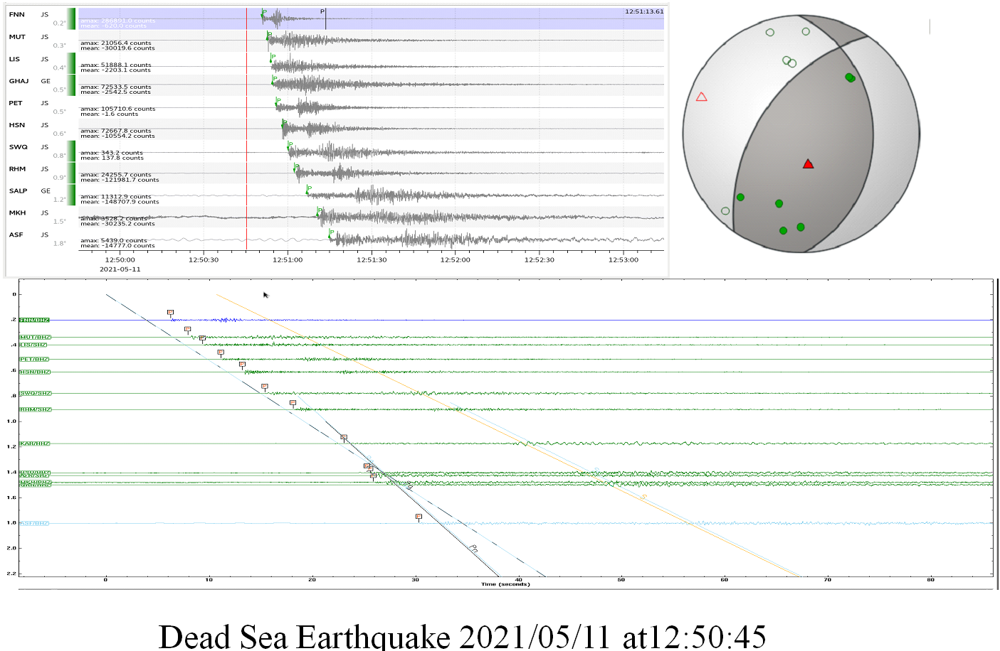 FNN JS 0.2° amax: 286891.0 counts
mean: -620.0 counts
P P 12:51:13.61
MUT JS 0.3° amax: 21056.4 counts
mean: -30019.6 counts
P
LIS JS 0.4° amax: 51888.1 counts
mean: -2203.1 counts
P
GHAJ GE 0.5° amax: 72533.5 counts
mean: -2542.5 counts
P
PET JS 0.5° amax: 105710.6 counts
mean: -1.6 counts
P
HSN JS 0.6° amax: 72667.8 counts
mean: -10554.2 counts
P
SWQ JS 0.8° amax: 343.2 counts
mean: 137.8 counts
P
RHM JS 0.9° amax: 24255.7 counts
mean: -121981.7 counts
P
SALP GE 1.2° amax: 11312.9 counts
mean: -148707.9 counts
P
MKH JS 1.5° amax: 3528.2 counts
mean: -30235.2 counts
P
ASF JS 1.8° amax: 5439.0 counts
mean: -14777.0 counts
P
12:50:00 12:50:30 12:51:00 12:51:30 12:52:00 12:52:30 12:53:00
2021-05-11
0
.2 FNN/BHZ P
MUT/BHZ P
.4 LIS/SHZ P
PET/BHZ P
.6 HSN/BHZ P
.8 SWQ/SHZ P
RHM/SHZ P
1.0
KAR/HHZ
1.2
1.4
1.6 S
1.8 ASF/BHZ P
2.0 Pn
2.2
0 10 20 30 40 50 60 70 80
Time (seconds)
Dead Sea Earthquake 2021/05/11 at12:50:45